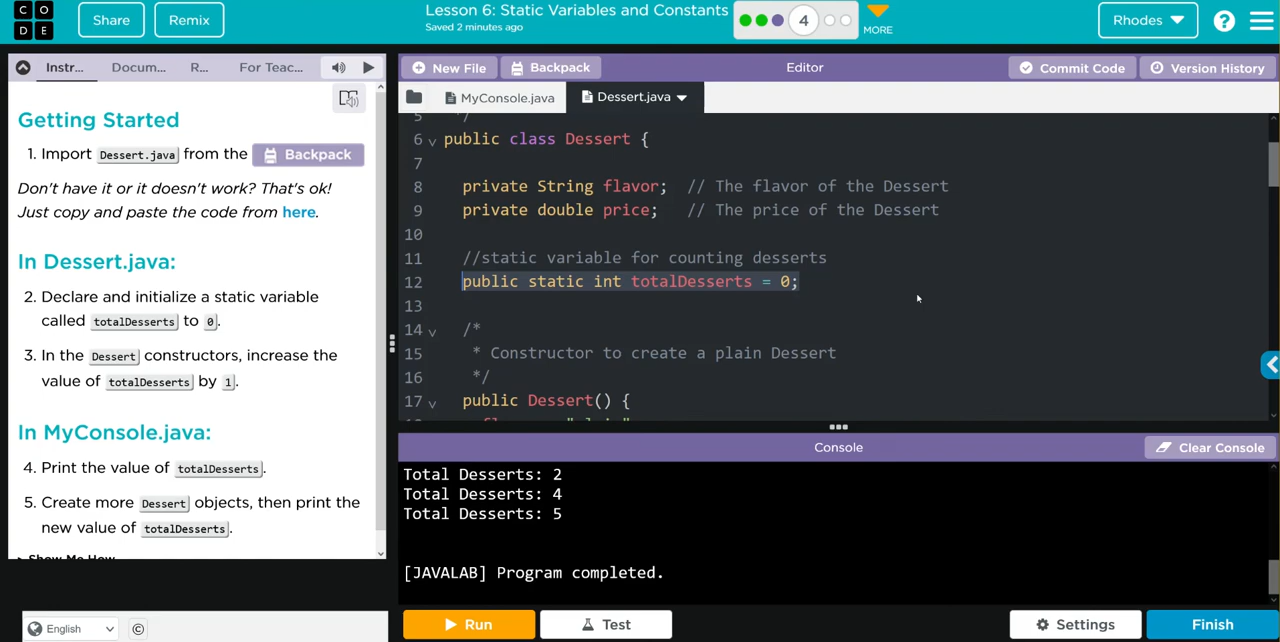 CO
DE
Share
Remix
Lesson 6: Static Variables and Constants
Saved 2 minutes ago
4
MORE
Rhodes
?
Instr...
Docum...
R...
For Teac...
New File
Backpack
Editor
Commit Code
Version History
MyConsole.java
Dessert.java
Getting Started
1. Import Dessert.java from the Backpack
Don't have it or it doesn't work? That's ok!
Just copy and paste the code from here.
In Dessert.java:
2. Declare and initialize a static variable
called totalDesserts to 0.
3. In the Dessert constructors, increase the
value of totalDesserts by 1.
In MyConsole.java:
4. Print the value of totalDesserts.
5. Create more Dessert objects, then print the
new value of totalDesserts.
Show Me How
5 */
6 public class Dessert {
7
8 private String flavor; // The flavor of the Dessert
9 private double price; // The price of the Dessert
10
11 //static variable for counting desserts
12 public static int totalDesserts = 0;
13
14 /*
15 * Constructor to create a plain Dessert
16 */
17 public Dessert() {
Console
Clear Console
Total Desserts: 2
Total Desserts: 4
Total Desserts: 5
[JAVALAB] Program completed.
English
©
Run
Test
Settings
Finish